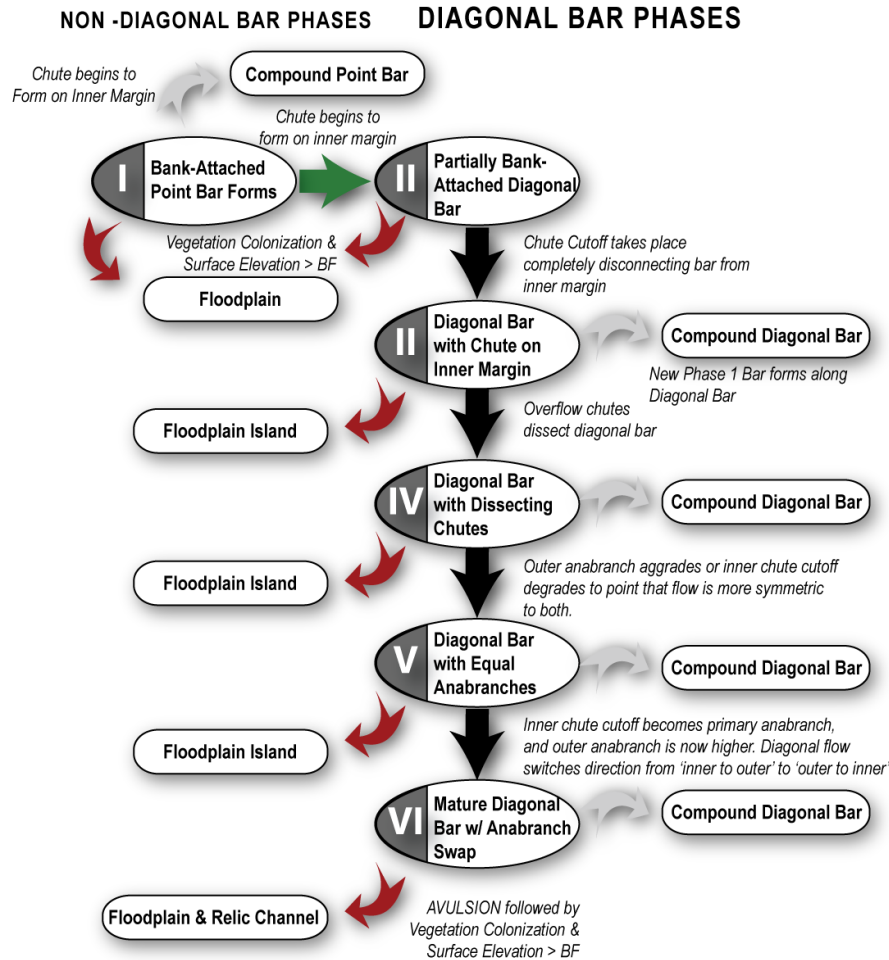 NON -DIAGONAL BAR PHASES
DIAGONAL BAR PHASES
Chute begins to
Form on Inner Margin
Compound Point Bar
Chute begins to
form on inner margin
I
Bank-Attached
Point Bar Forms
II
Partially Bank-
Attached Diagonal
Bar
Vegetation Colonization &
Surface Elevation > BF
Floodplain
Chute Cutoff takes place
completely disconnecting bar from
inner margin
II
Diagonal Bar
with Chute on
Inner Margin
Compound Diagonal Bar
New Phase 1 Bar forms along
Diagonal Bar
Floodplain Island
Overflow chutes
dissect diagonal bar
IV
Diagonal Bar
with Dissecting
Chutes
Compound Diagonal Bar
Floodplain Island
Outer anabranch aggrades or inner chute cutoff
degrades to point that flow is more symmetric
to both.
V
Diagonal Bar
with Equal
Anabranches
Compound Diagonal Bar
Floodplain Island
Inner chute cutoff becomes primary anabranch,
and outer anabranch is now higher. Diagonal flow
switches direction from ‘inner to outer’ to ‘outer to inner’
VI
Mature Diagonal
Bar w/ Anabranch
Swap
Compound Diagonal Bar
Floodplain & Relic Channel
AVULSION followed by
Vegetation Colonization &
Surface Elevation > BF